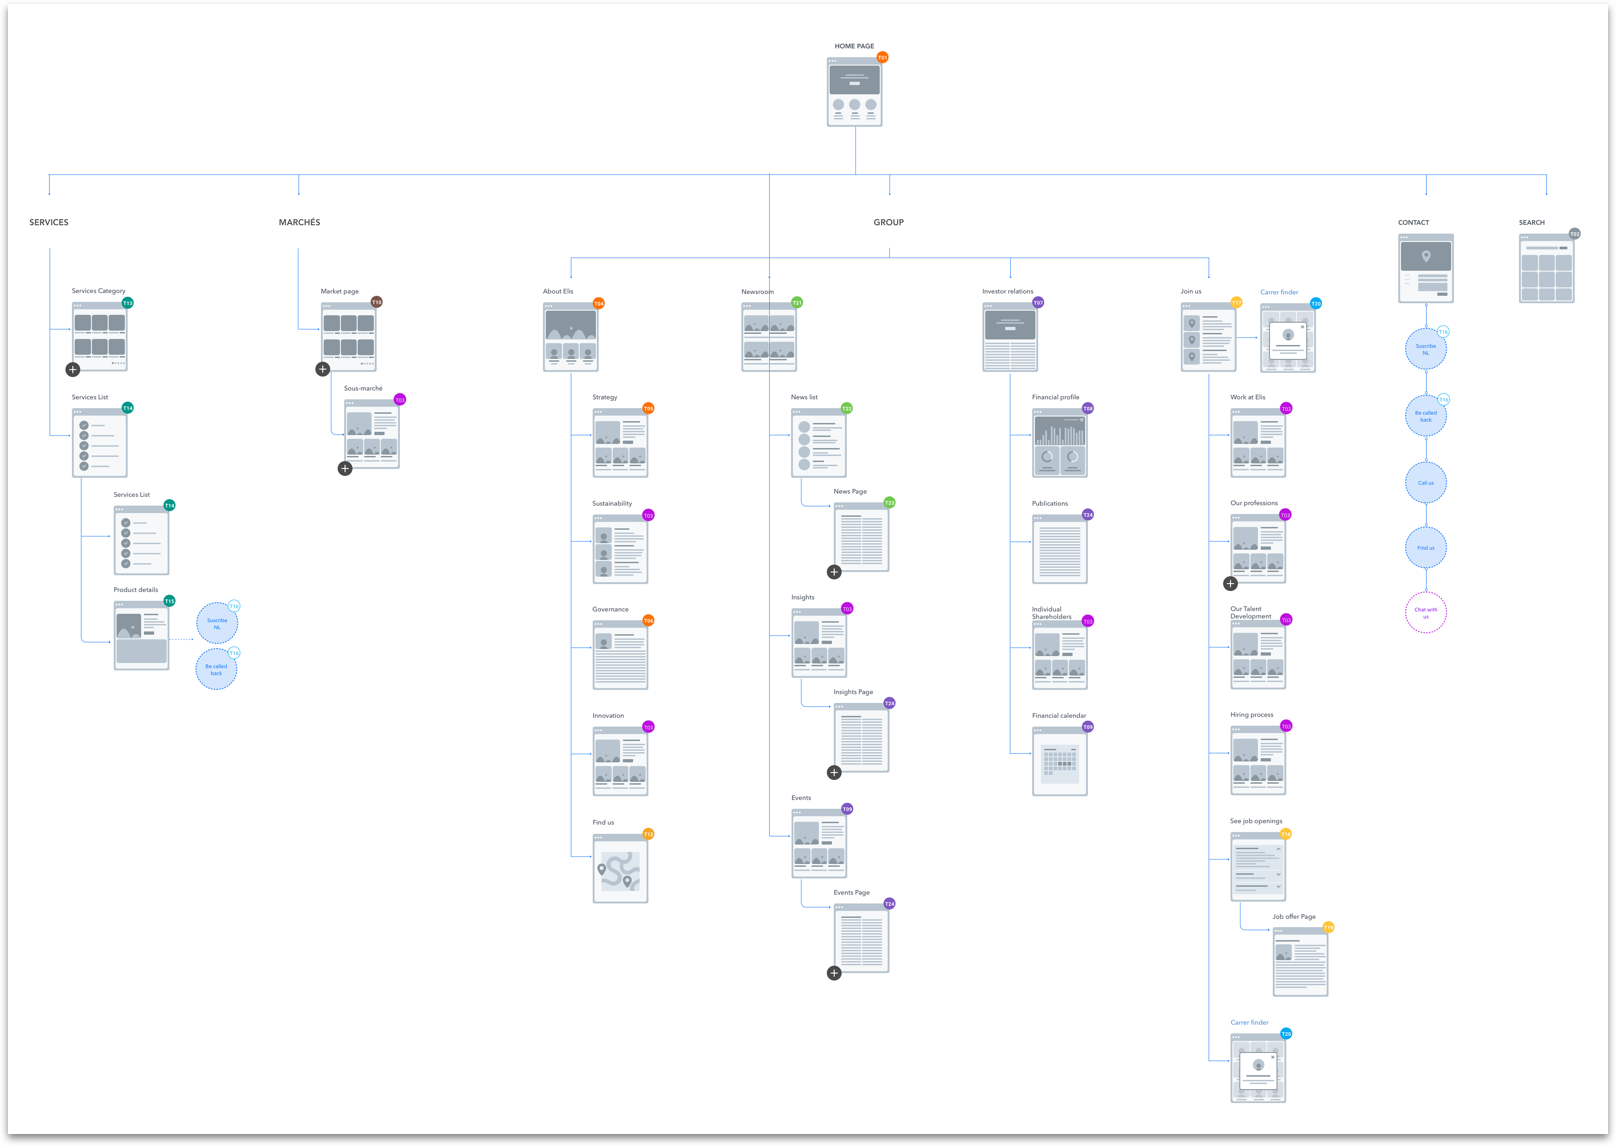 HOME PAGE
T01
SERVICES
MARCHÉS
GROUP
CONTACT
SEARCH
T02
Services Category
T13
Services List
T14
Services List
T14
Product details
T15
Suscribe
NL
T16
Be called
back
T16
Market page
T10
Sous-marché
T03
About Elis
T04
Strategy
T05
Sustainability
T03
Governance
T06
Innovation
T03
Find us
T12
Newsroom
T21
News list
T22
News Page
T23
Insights
T03
Insights Page
T24
Events
T09
Events Page
T24
Investor relations
T07
Financial profile
T08
Publications
T24
Individual
Shareholders
T03
Financial calendar
T09
Join us
T17
Carrer finder
T20
Work at Elis
T03
Our professions
T03
Our Talent
Development
T03
Hiring process
T03
See job openings
T18
Job offer Page
T19
Carrer finder
T20
Suscribe
NL
T16
Be called
back
T16
Call us
Find us
Chat with
us